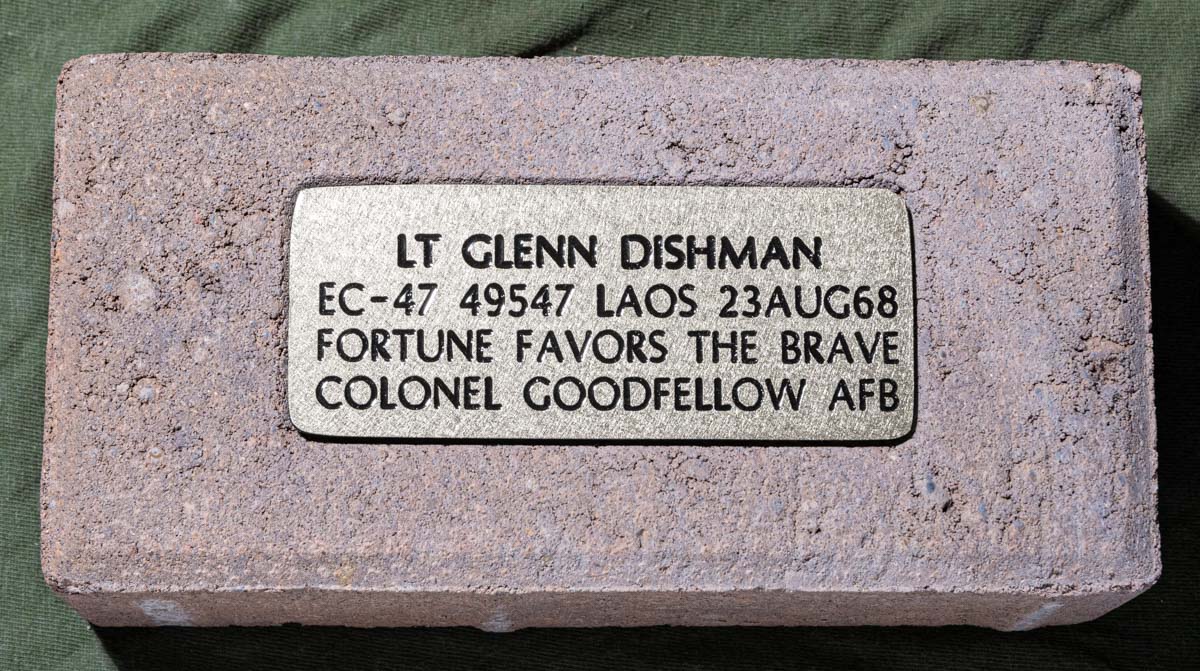 LT GLENN DISHMAN
EC-47 49547 LAOS 23AUG68
FORTUNE FAVORS THE BRAVE
COLONEL GOODFELLOW AFB